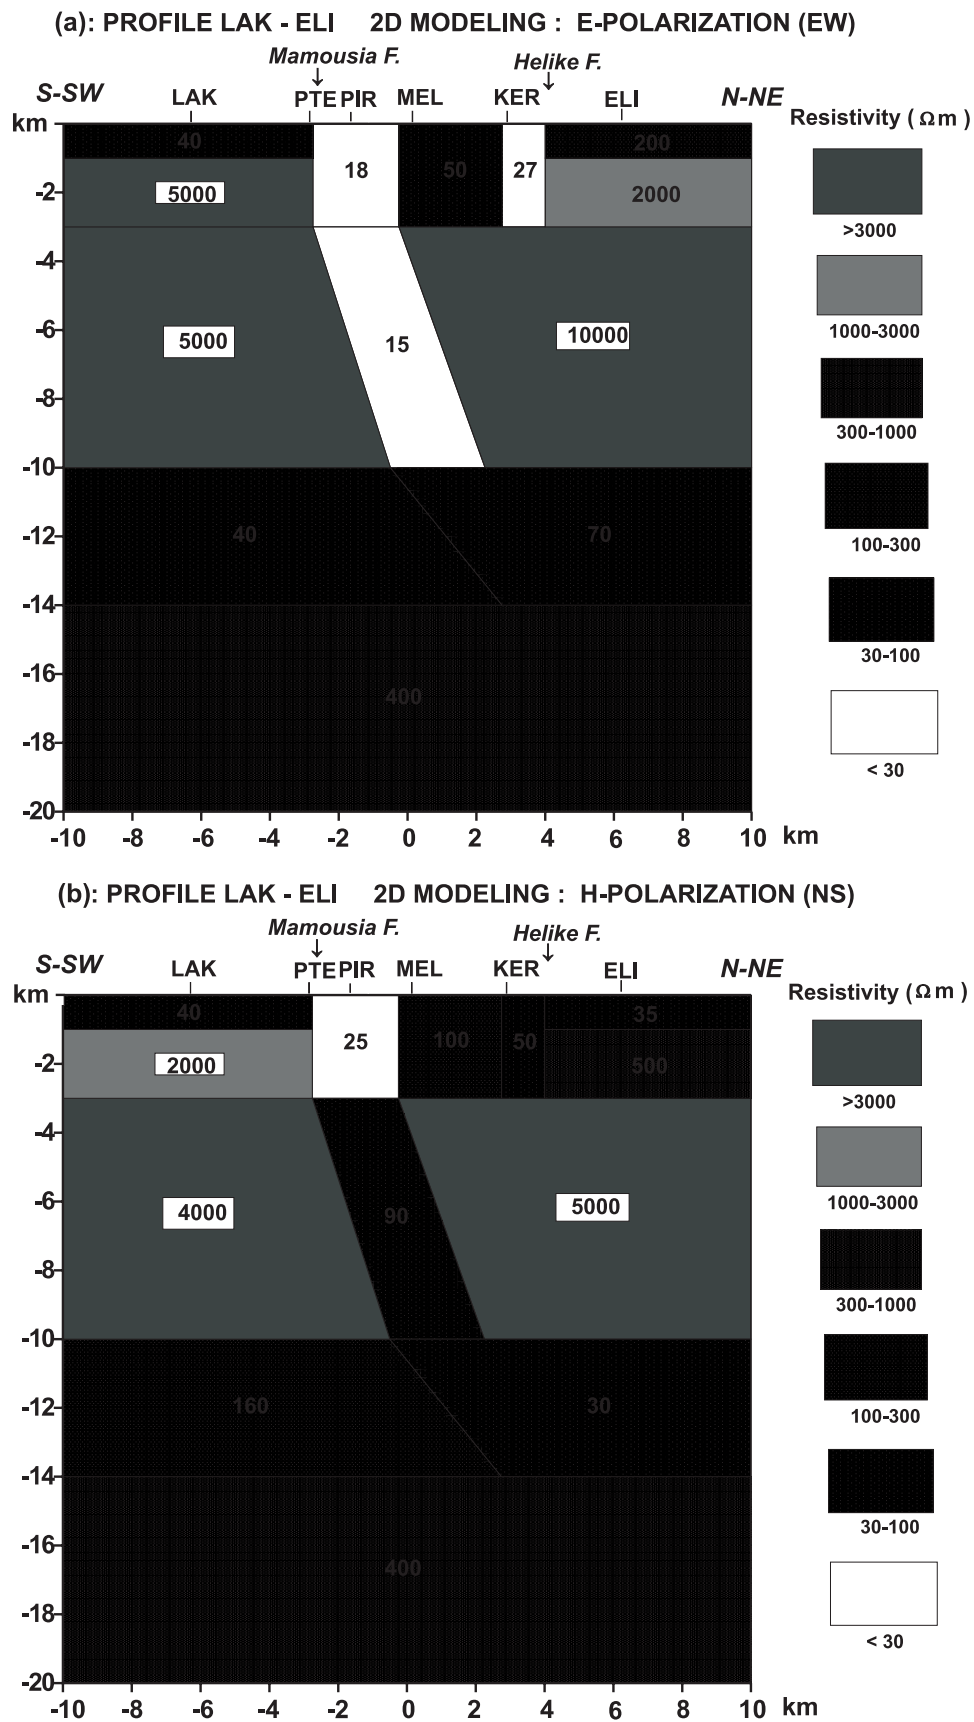 (a): PROFILE LAK - ELI 2D MODELING : E-POLARIZATION (EW)
Mamousia F. Helike F.
S-SW LAK PTE PIR MEL KER ELI N-NE
km Resistivity ( Ω m )
40 200
18 50 27
-2 5000 2000
>3000
-4
1000-3000
-6 5000 15 10000
-8
300-1000
-10
-12 40 70
100-300
-14
30-100
-16
400
-18
< 30
-20
-10 -8 -6 -4 -2 0 2 4 6 8 10 km
(b): PROFILE LAK - ELI 2D MODELING : H-POLARIZATION (NS)
Mamousia F. Helike F.
S-SW LAK PTE PIR MEL KER ELI N-NE
km Resistivity ( Ω m )
40 35
25 100 50
-2 2000 500
>3000
-4
-6 4000 90 5000
1000-3000
-8
300-1000
-10
-12 160 30
100-300
-14
30-100
-16
400
-18
< 30
-20
-10 -8 -6 -4 -2 0 2 4 6 8 10 km